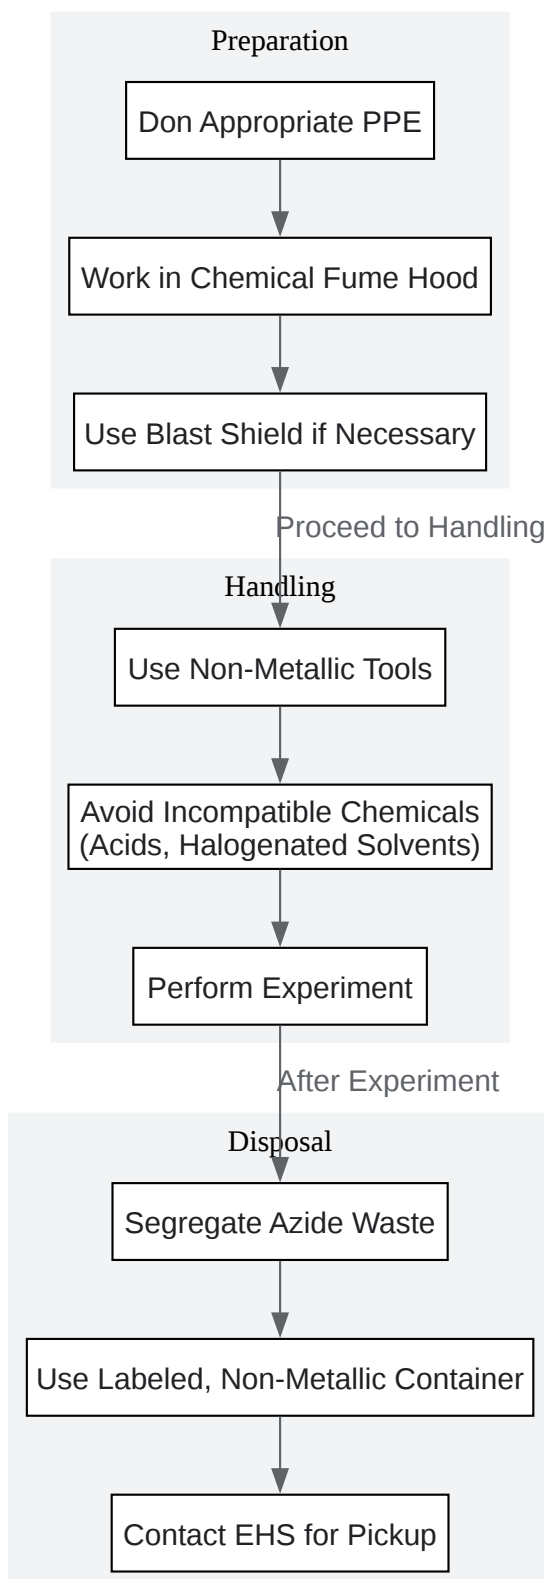 Preparation
Don Appropriate PPE
Work in Chemical Fume Hood
Use Blast Shield if Necessary
Proceed to Handling
Handling
Use Non-Metallic Tools
Avoid Incompatible Chemicals
(Acids, Halogenated Solvents)
Perform Experiment
After Experiment
Disposal
Segregate Azide Waste
Use Labeled, Non-Metallic Container
Contact EHS for Pickup